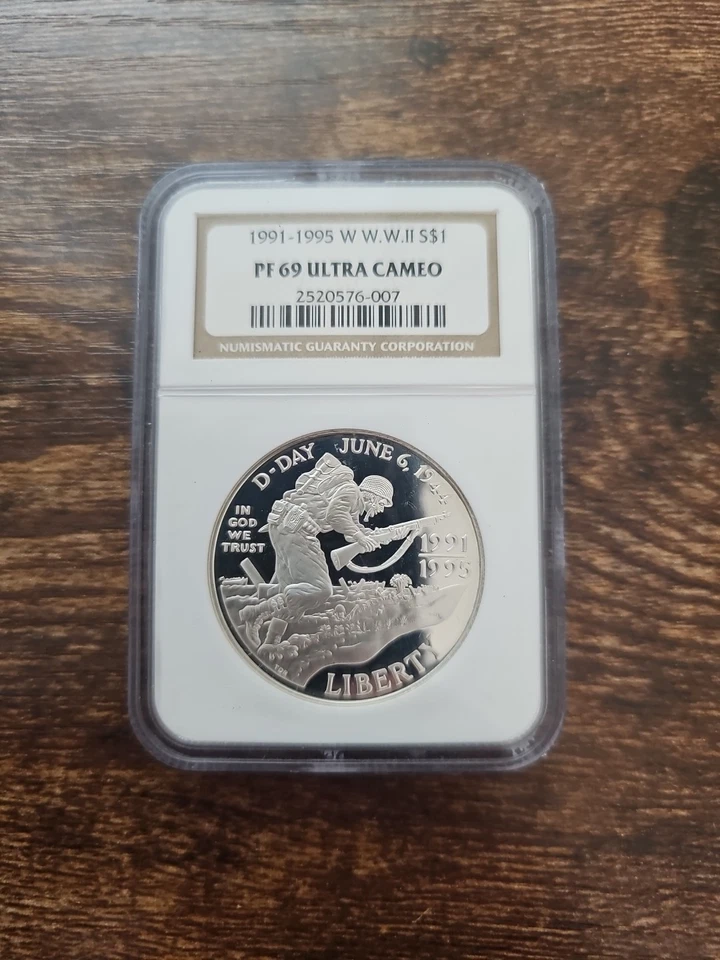 1991-1995 W W.W.II S$1
PF 69 ULTRA CAMEO
2520576-007
NUMISMATIC GUARANTY CORPORATION
D-DAY JUNE 6, 1944
IN
GOD
WE
TRUST
1991
1995
LIBERTY